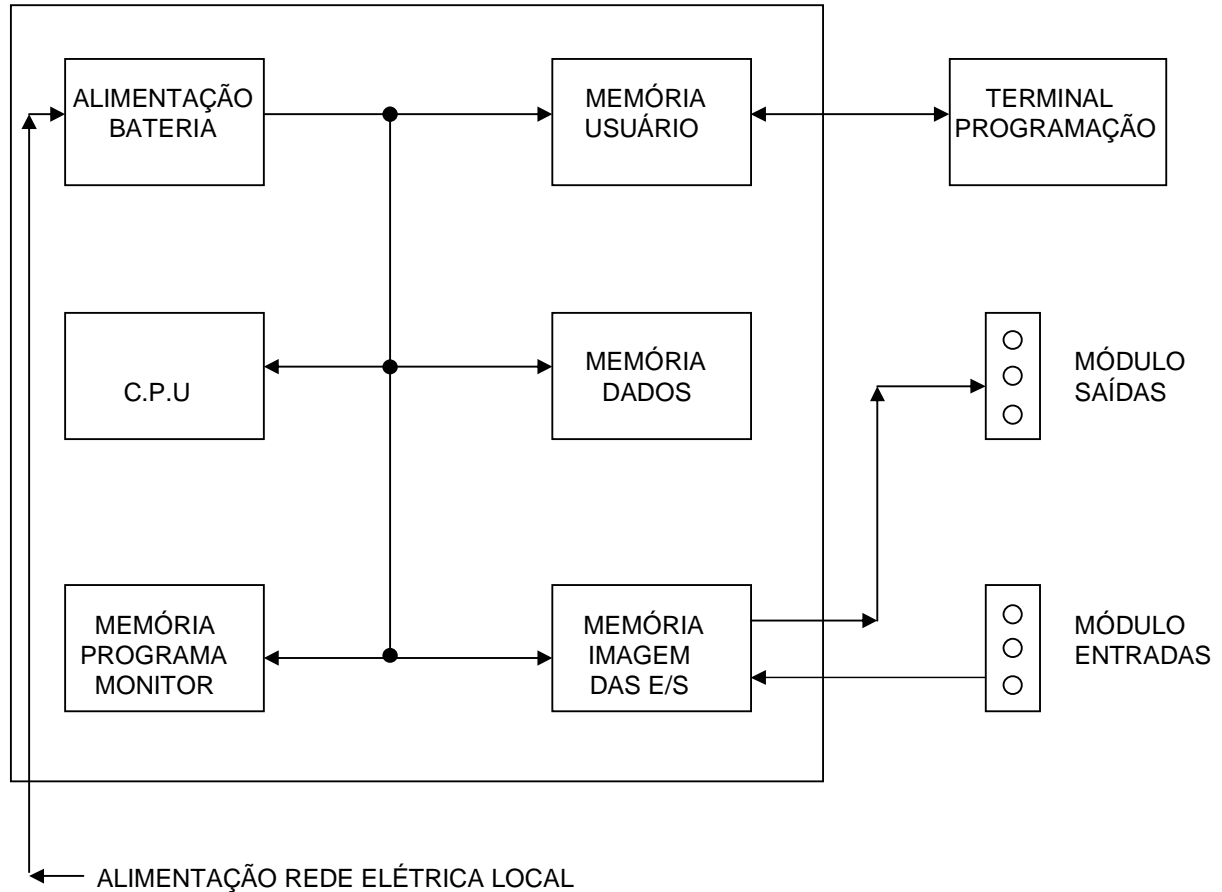 ALIMENTAÇÃO
BATERIA
MEMÓRIA
USUÁRIO
TERMINAL
PROGRAMAÇÃO
C.P.U
MEMÓRIA
DADOS
MÓDULO
SAÍDAS
MEMÓRIA
PROGRAMA
MONITOR
MEMÓRIA
IMAGEM
DAS E/S
MÓDULO
ENTRADAS
ALIMENTAÇÃO REDE ELÉTRICA LOCAL